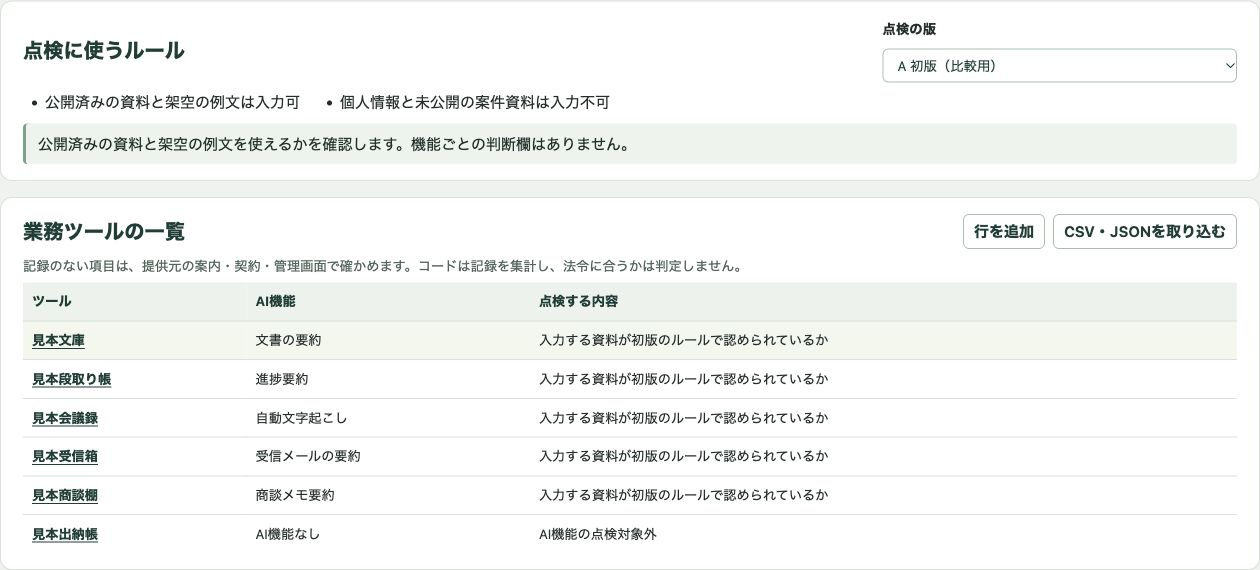 点検に使うルール
点検の版
A 初版（比較用）
• 公開済みの資料と架空の例文は入力可 • 個人情報と未公開の案件資料は入力不可
公開済みの資料と架空の例文を使えるかを確認します。機能ごとの判断欄はありません。
業務ツールの一覧
行を追加 CSV・JSONを取り込む
記録のない項目は、提供元の案内・契約・管理画面で確かめます。コードは記録を集計し、法令に合うかは判定しません。
ツール AI機能 点検する内容
見本文庫 文書の要約 入力する資料が初版のルールで認められているか
見本段取り帳 進捗要約 入力する資料が初版のルールで認められているか
見本会議録 自動文字起こし 入力する資料が初版のルールで認められているか
見本受信箱 受信メールの要約 入力する資料が初版のルールで認められているか
見本商談棚 商談メモ要約 入力する資料が初版のルールで認められているか
見本出納帳 AI機能なし AI機能の点検対象外